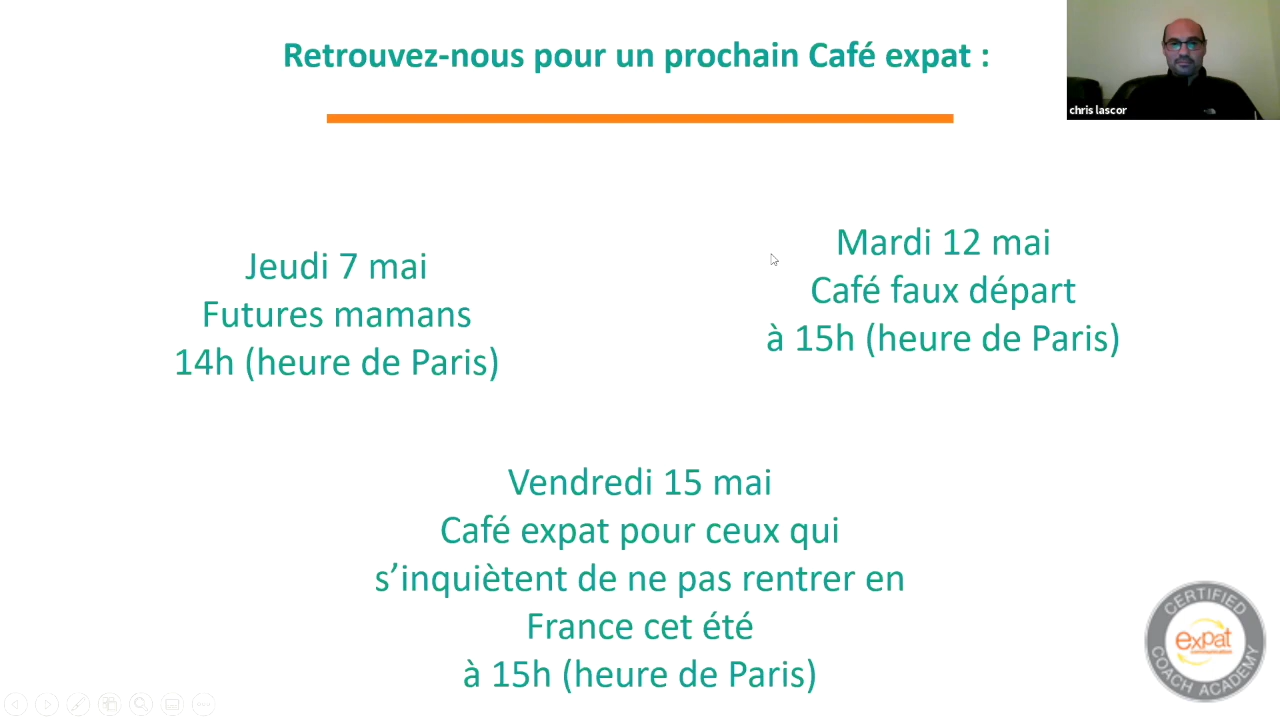 Retrouvez-nous pour un prochain Café expat :
chris lascor
Jeudi 7 mai
Futures mamans
14h (heure de Paris)
Mardi 12 mai
Café faux départ
à 15h (heure de Paris)
Vendredi 15 mai
Café expat pour ceux qui
s’inquiètent de ne pas rentrer en
France cet été
à 15h (heure de Paris)
CERTIFIED
expat
communication
COACH ACADEMY